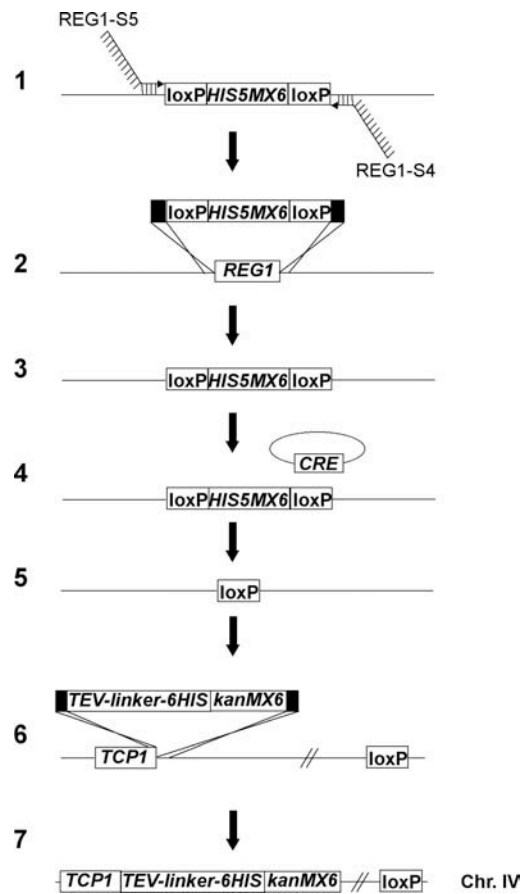 REG1-S5
1
loxP HIS5MX6 loxP
REG1-S4
loxP HIS5MX6 loxP
2
REG1
3
loxP HIS5MX6 loxP
CRE
4
loxP HIS5MX6 loxP
5
loxP
TEV-linker-6HIS kanMX6
6
TCP1 // loxP
7
TCP1 TEV-linker-6HIS kanMX6 // loxP Chr. IV